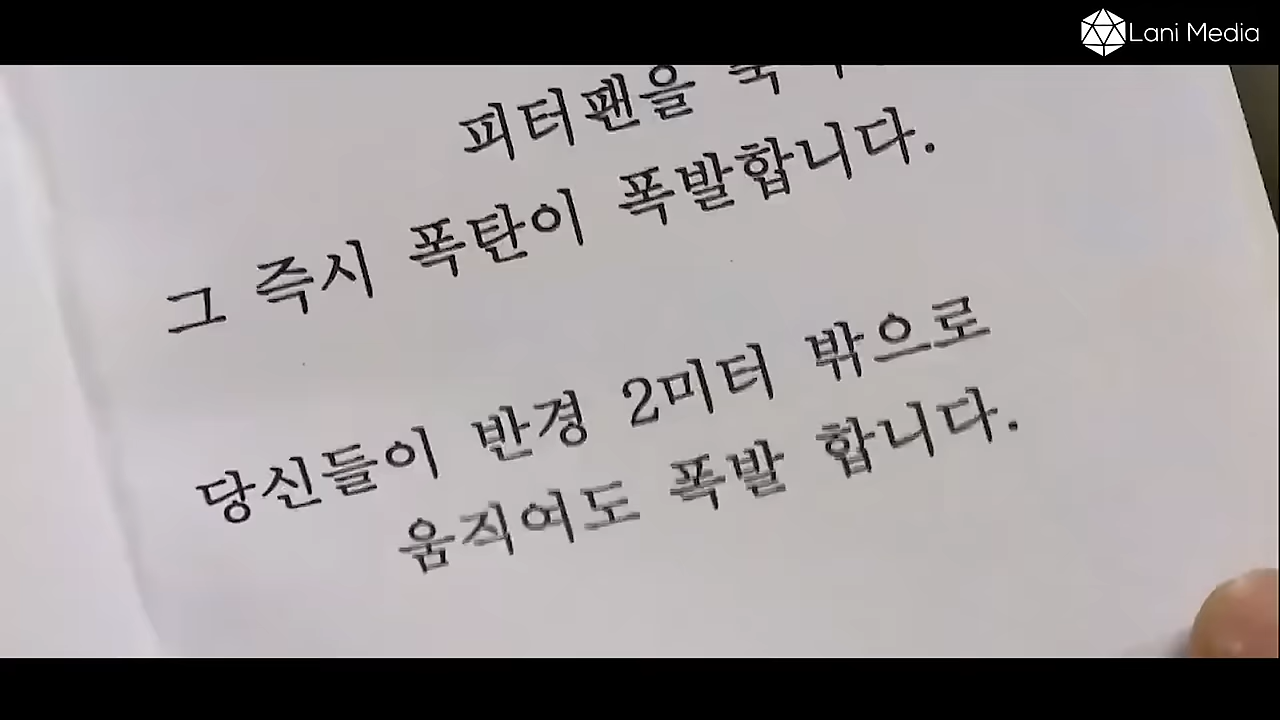 Lani Media
피터팬을
그 즉시 폭탄이 폭발합니다.
당신들이 반경 2미터 밖으로
움직여도 폭발 합니다.